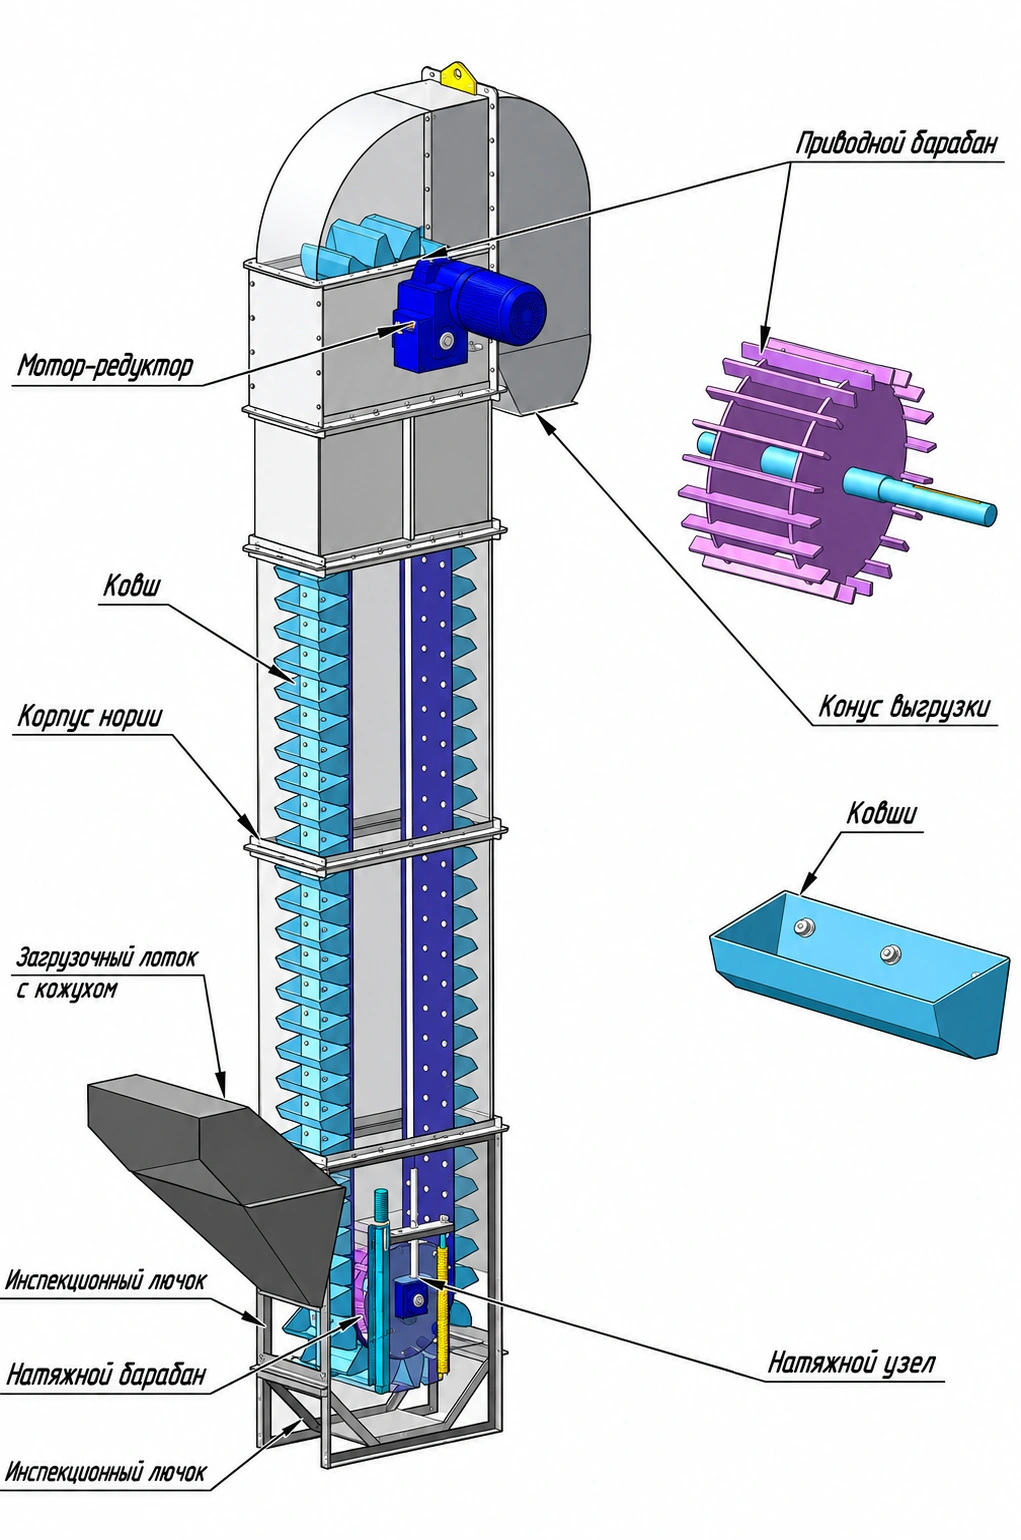 Приводной барабан
Мотор-редуктор
Ковш
Корпус нории
Конус выгрузки
Ковши
Загрузочный лоток
с кожухом
Инспекционный лючок
Натяжной барабан
Натяжной узел
Инспекционный лючок